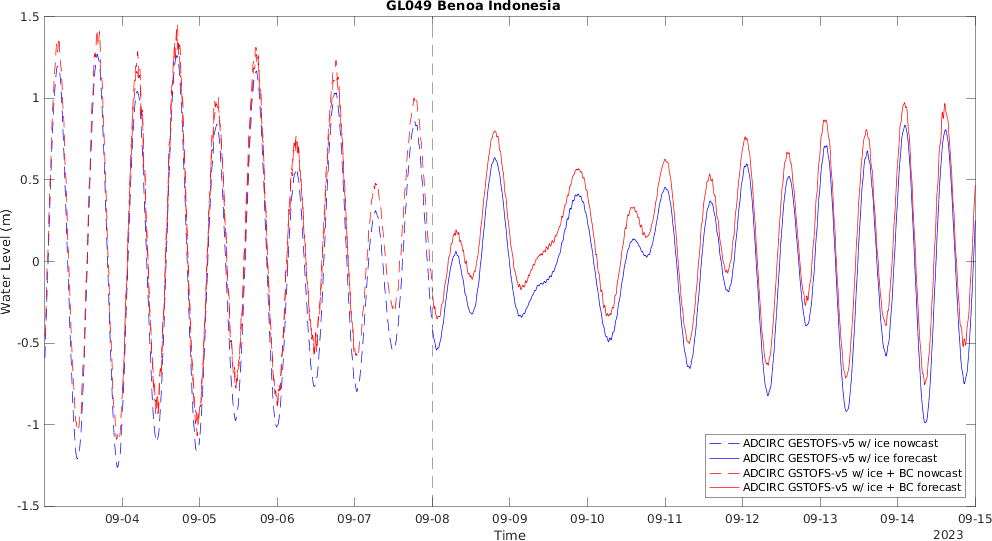 GL049 Benoa Indonesia
1.5
1
0.5
0
-0.5
-1
-1.5
Water Level (m)
09-04 09-05 09-06 09-07 09-08 09-09 09-10 09-11 09-12 09-13 09-14 09-15
Time
2023
ADCIRC GESTOFS-v5 w/ ice nowcast
ADCIRC GESTOFS-v5 w/ ice forecast
ADCIRC GSTOFS-v5 w/ ice + BC nowcast
ADCIRC GSTOFS-v5 w/ ice + BC forecast